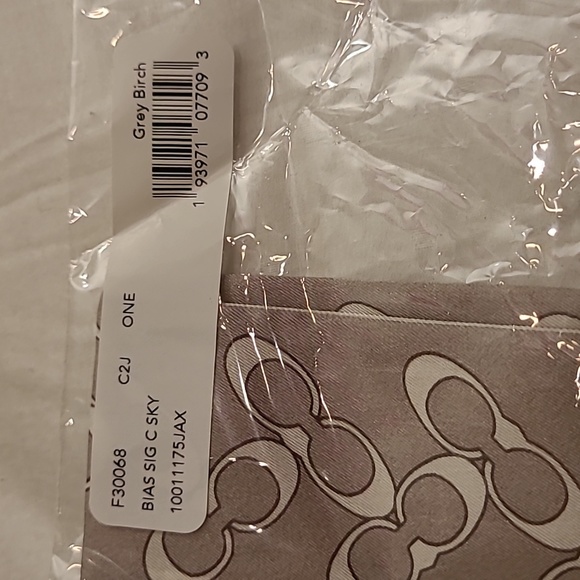 F30068 C2J ONE Grey Birch
BIAS SIG C SKY
10011175JAX
1 93971 07709 3